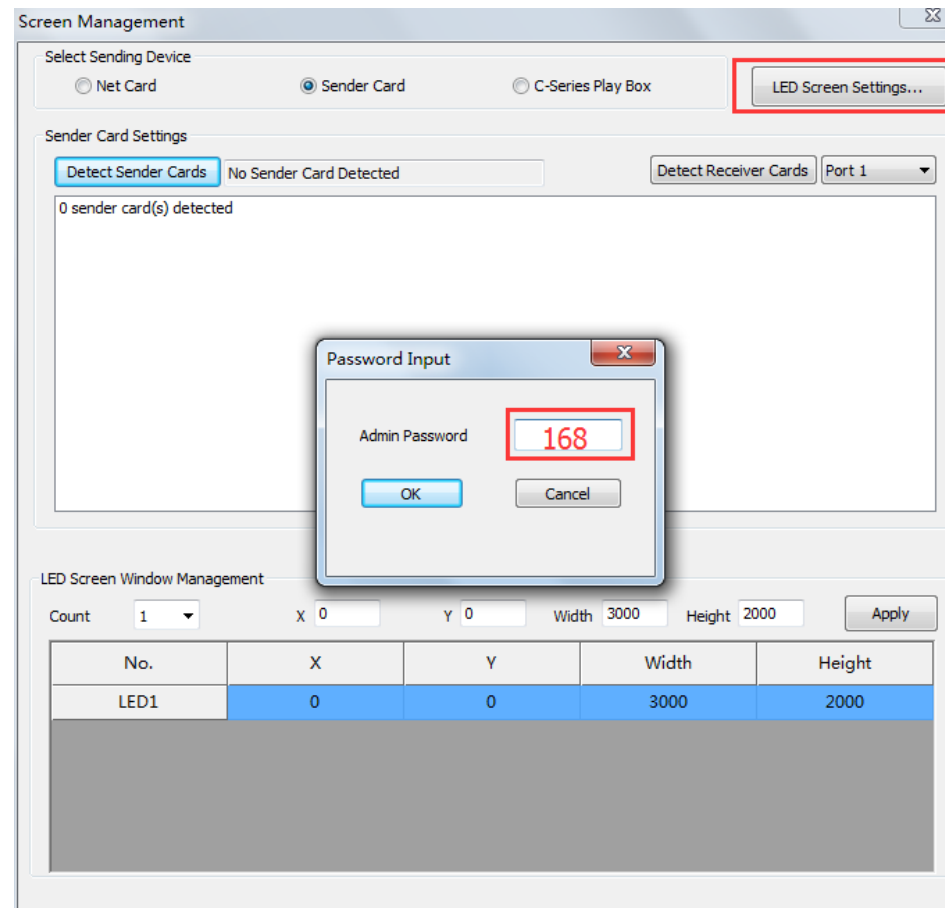 Screen Management
Select Sending Device
Net Card Sender Card C-Series Play Box LED Screen Settings...
Sender Card Settings
Detect Sender Cards No Sender Card Detected Detect Receiver Cards Port 1
0 sender card(s) detected
Password Input
Admin Password 168
OK Cancel
LED Screen Window Management
Count 1 X 0 Y 0 Width 3000 Height 2000 Apply
No. X Y Width Height
LED1 0 0 3000 2000